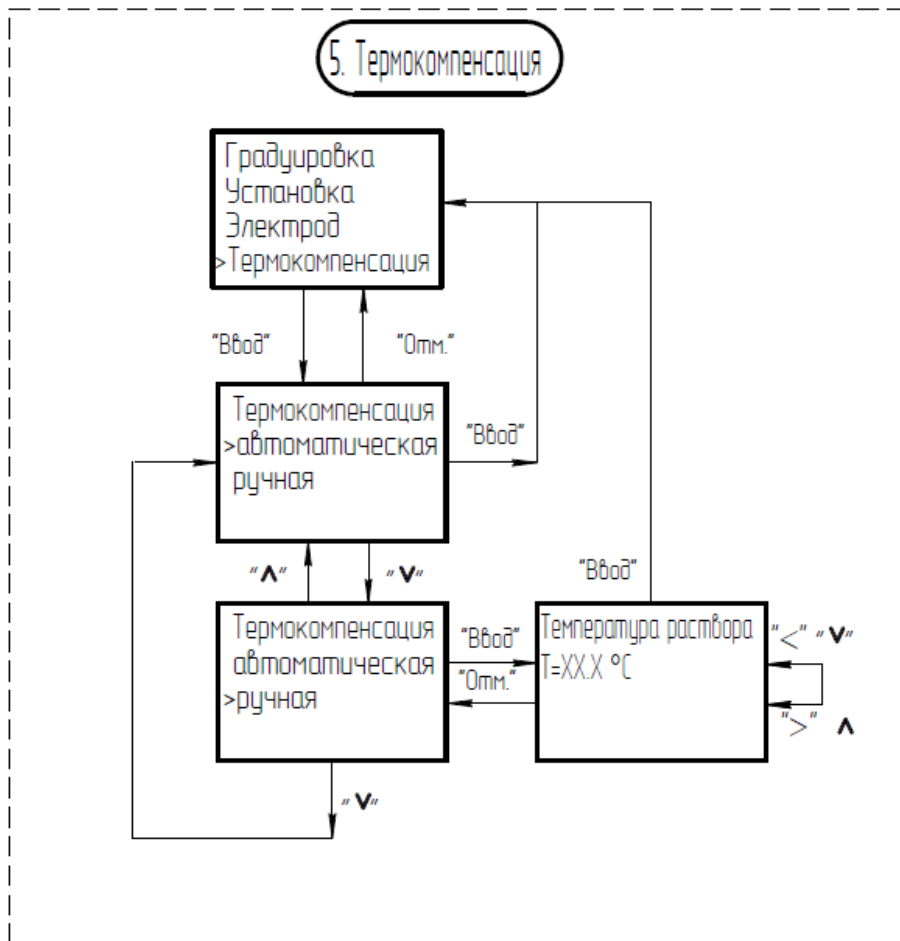 5. Термокомпенсация
Градуировка
Установка
Электрод
>Термокомпенсация
"Ввод"
"Отм."
Термокомпенсация
>автоматическая
ручная
"Ввод"
"Λ"
"V"
"Ввод"
Термокомпенсация
автоматическая
>ручная
"Ввод"
"Отм."
Температура раствора
T=XX.X °C
"<" "V"
">" Λ
"V"